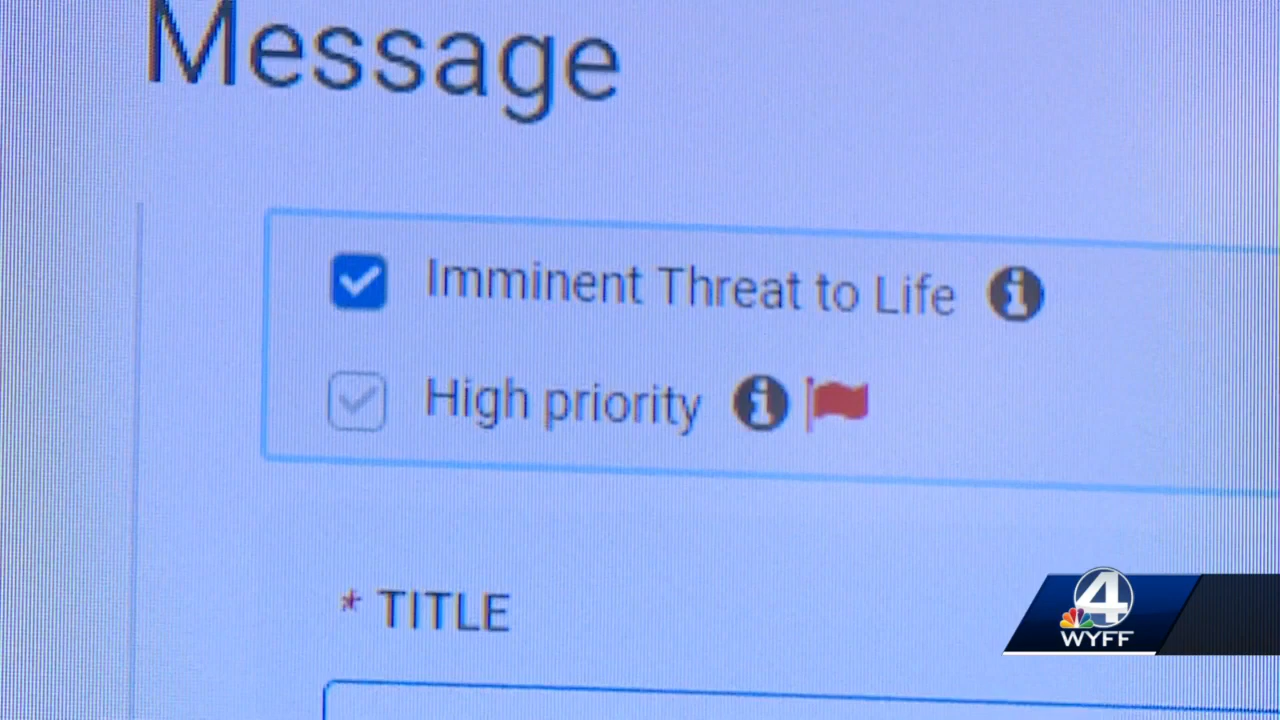 Message
Imminent Threat to Life
High priority
* TITLE
4
WYFF